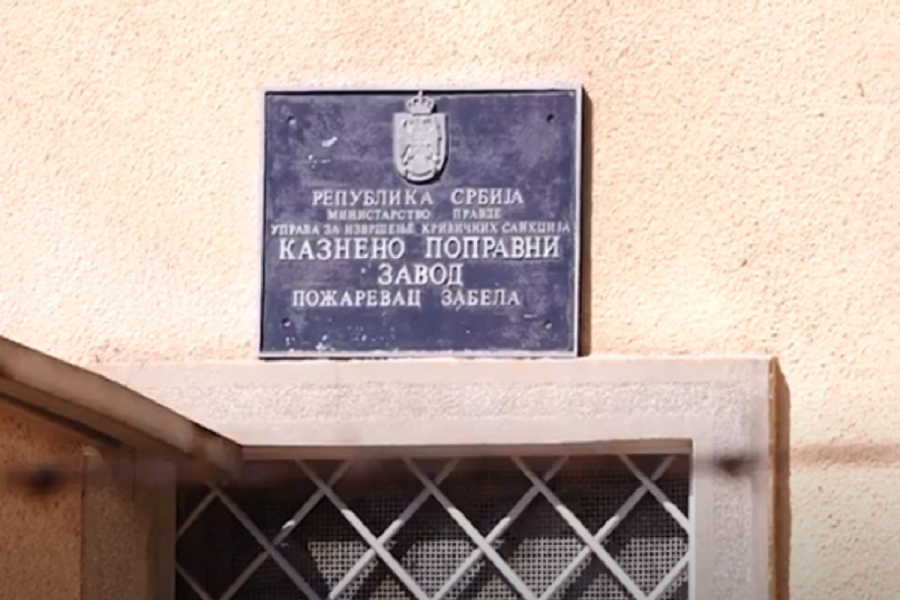 РЕПУБЛИКА СРБИЈА
МИНИСТАРСТВО ПРАВДЕ
УПРАВА ЗА ИЗВРШЕЊЕ КРИВИЧНИХ САНКЦИЈА
КАЗНЕНО ПОПРАВНИ
ЗАВОД
ПОЖАРЕВАЦ ЗАБЕЛА